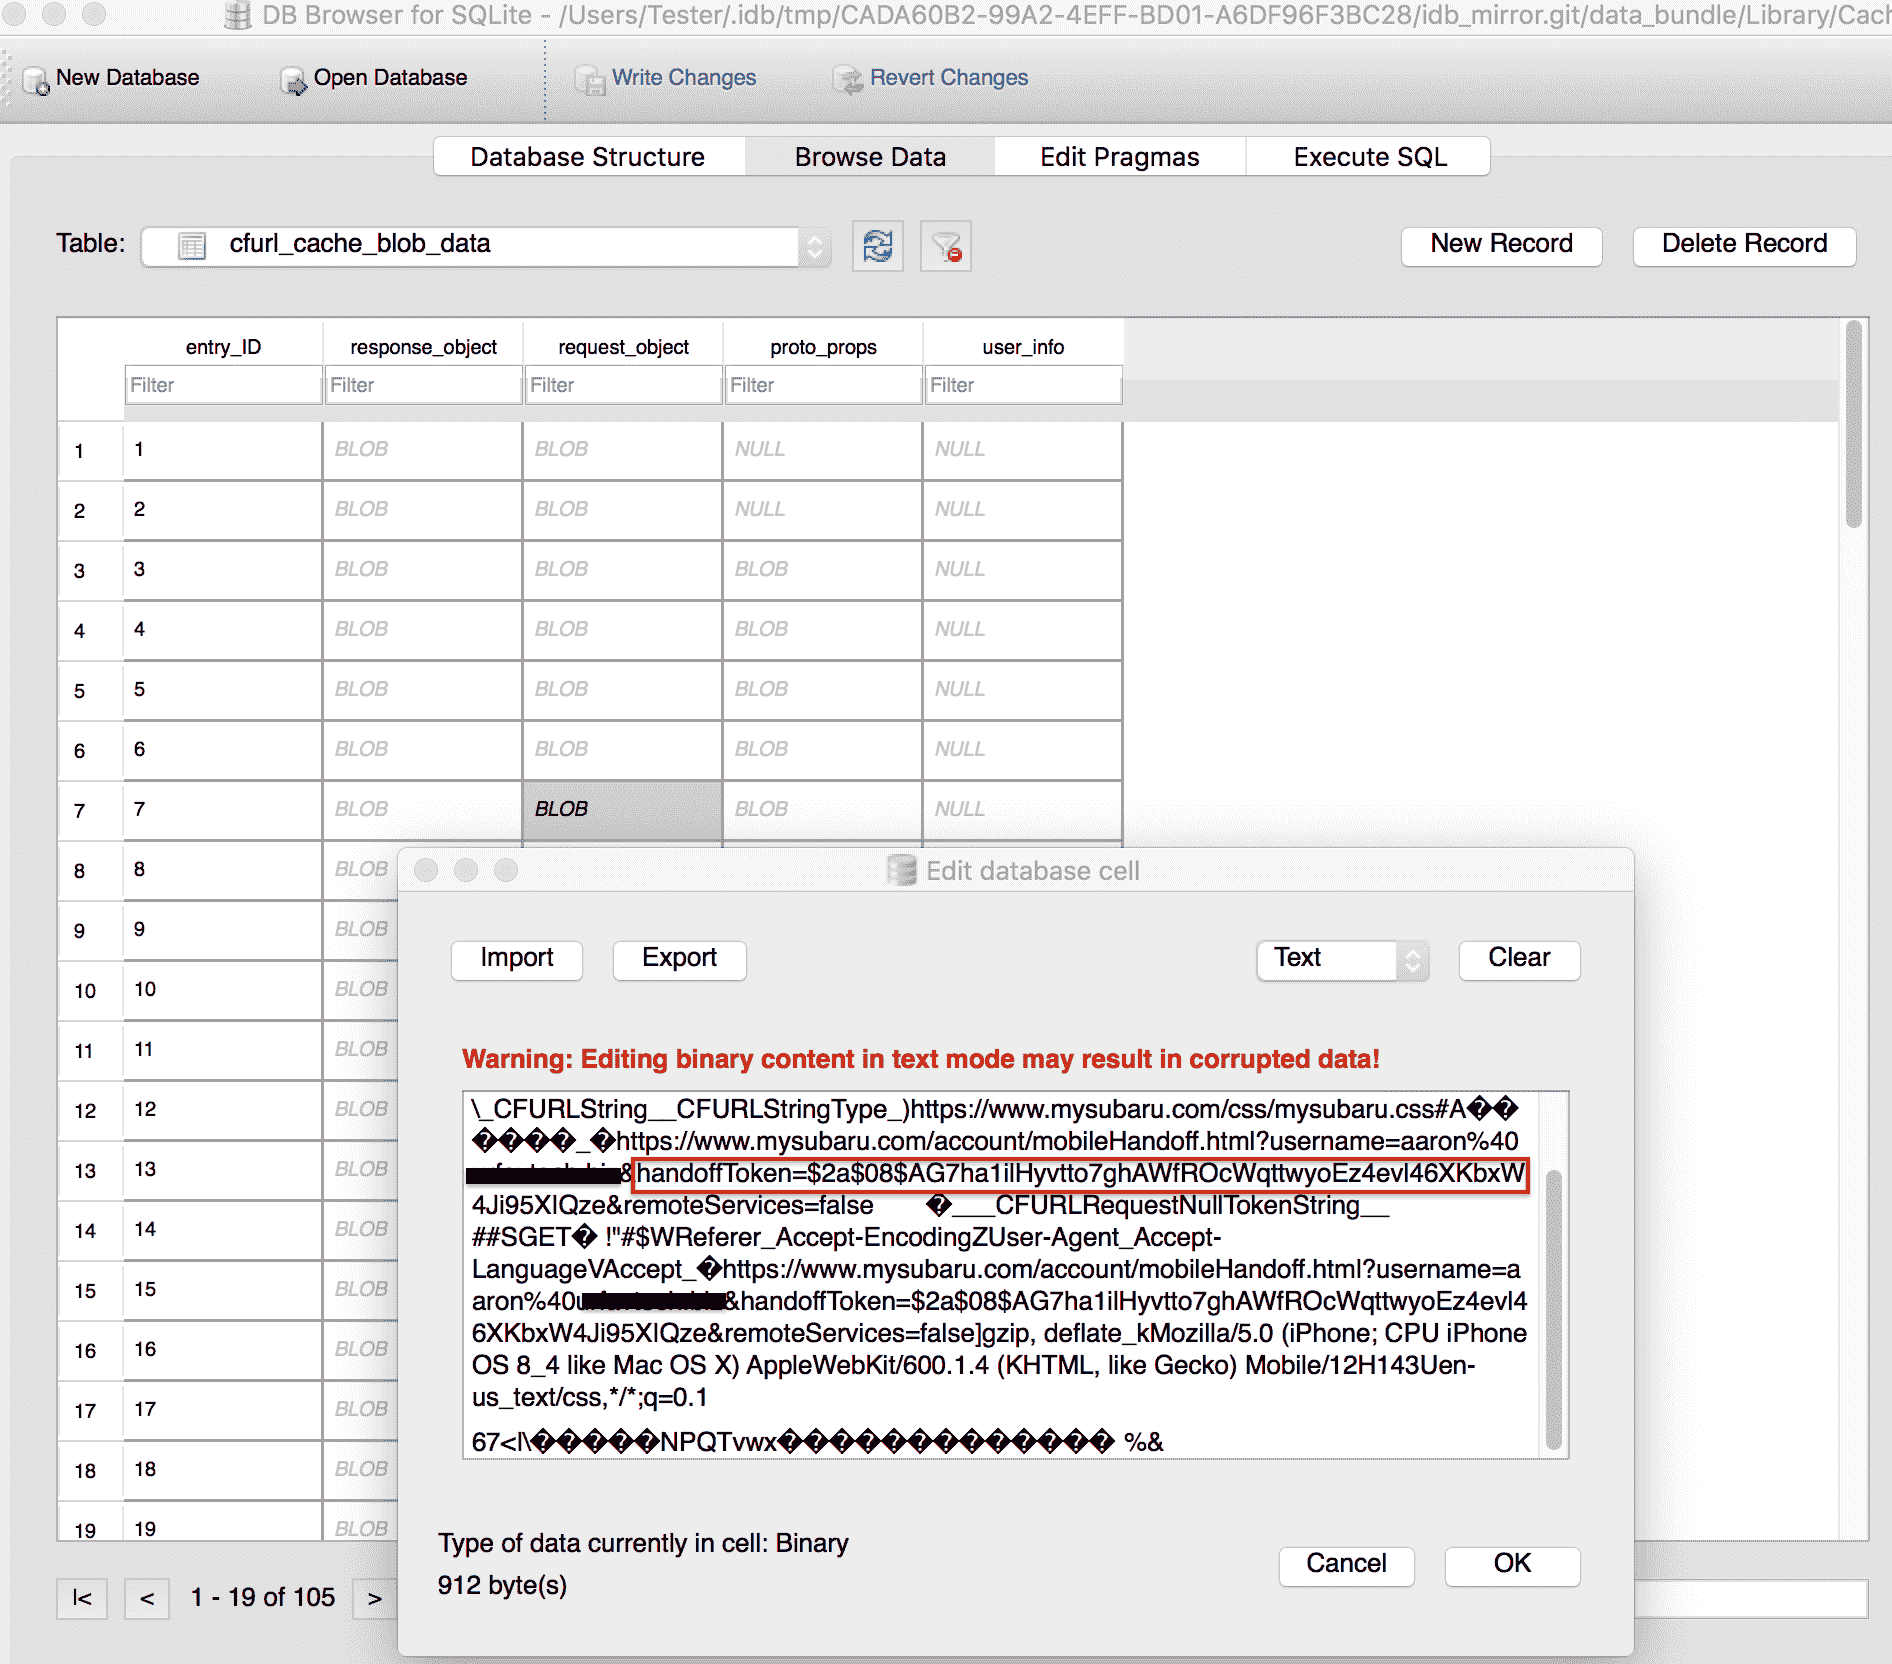 DB Browser for SQLite - /Users/Tester/.idb/tmp/CADA60B2-99A2-4EFF-BD01-A6DF96F3BC28/idb_mirror.git/data_bundle/Library/Cach
New Database Open Database Write Changes Revert Changes
Database Structure Browse Data Edit Pragmas Execute SQL
Table: cfurl_cache_blob_data New Record Delete Record
entry_ID response_object request_object proto_props user_info
Filter Filter Filter Filter Filter
1 1 BLOB BLOB NULL NULL
2 2 BLOB BLOB NULL NULL
3 3 BLOB BLOB BLOB NULL
4 4 BLOB BLOB BLOB NULL
5 5 BLOB BLOB BLOB NULL
6 6 BLOB BLOB BLOB NULL
7 7 BLOB BLOB BLOB NULL
8 8 BLOB
9 9 BLOB
10 10 BLOB
11 11 BLOB
12 12 BLOB
13 13 BLOB
14 14 BLOB
15 15 BLOB
16 16 BLOB
17 17 BLOB
18 18 BLOB
19 19 BLOB
|< < 1 - 19 of 105 >
Edit database cell
Import Export Text Clear
Warning: Editing binary content in text mode may result in corrupted data!
\_CFURLString__CFURLStringType_)https://www.mysubaru.com/css/mysubaru.css#A��
����_�https://www.mysubaru.com/account/mobileHandoff.html?username=aaron%40
&handoffToken=$2a$08$AG7ha1ilHyvtto7ghAWfROcWqttwyoEz4evl46XKbxW
4Ji95XIQze&remoteServices=false �___CFURLRequestNullTokenString__
##SGET� !"#$WReferer_Accept-EncodingZUser-Agent_Accept-
LanguageVAccept_�https://www.mysubaru.com/account/mobileHandoff.html?username=a
aron%40 &handoffToken=$2a$08$AG7ha1ilHyvtto7ghAWfROcWqttwyoEz4evl4
6XKbxW4Ji95XIQze&remoteServices=false]gzip, deflate_kMozilla/5.0 (iPhone; CPU iPhone
OS 8_4 like Mac OS X) AppleWebKit/600.1.4 (KHTML, like Gecko) Mobile/12H143Uen-
us_text/css,*/*;q=0.1
67<I\�����NPQTvwx������������� %&
Type of data currently in cell: Binary
912 byte(s)
Cancel OK